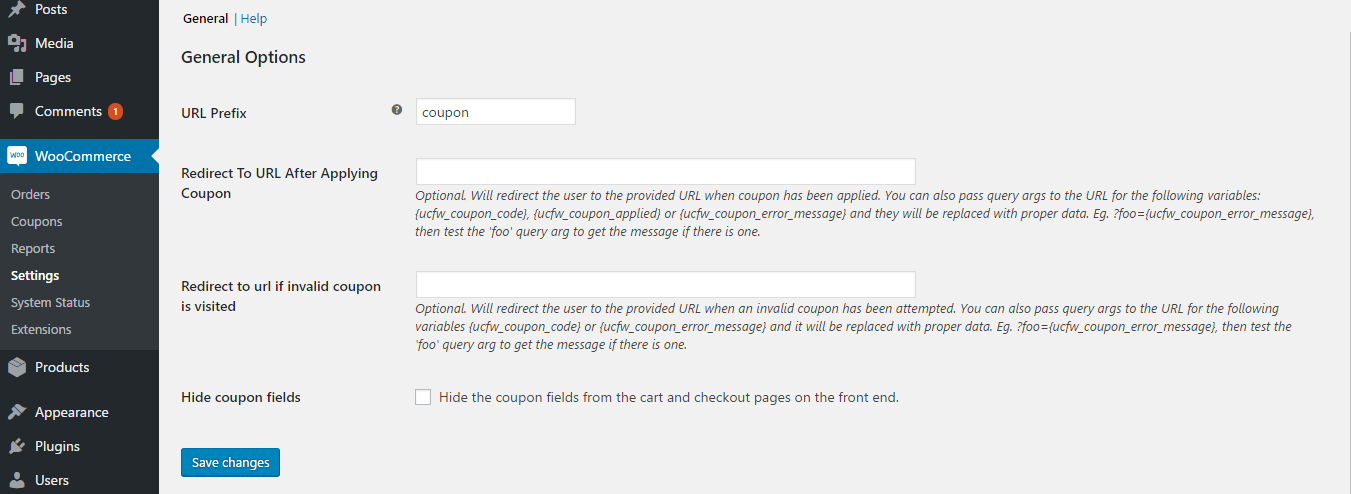 Posts
Media
Pages
Comments 1
Woo WooCommerce
Orders
Coupons
Reports
Settings
System Status
Extensions
Products
Appearance
Plugins
Users
General | Help
General Options
URL Prefix ? coupon
Redirect To URL After Applying
Coupon
Optional. Will redirect the user to the provided URL when coupon has been applied. You can also pass query args to the URL for the following variables:
{ucfw_coupon_code}, {ucfw_coupon_applied} or {ucfw_coupon_error_message} and they will be replaced with proper data. Eg. ?foo={ucfw_coupon_error_message},
then test the 'foo' query arg to get the message if there is one.
Redirect to url if invalid coupon
is visited
Optional. Will redirect the user to the provided URL when an invalid coupon has been attempted. You can also pass query args to the URL for the following
variables {ucfw_coupon_code} or {ucfw_coupon_error_message} and it will be replaced with proper data. Eg. ?foo={ucfw_coupon_error_message}, then test the
'foo' query arg to get the message if there is one.
Hide coupon fields
Hide the coupon fields from the cart and checkout pages on the front end.
Save changes